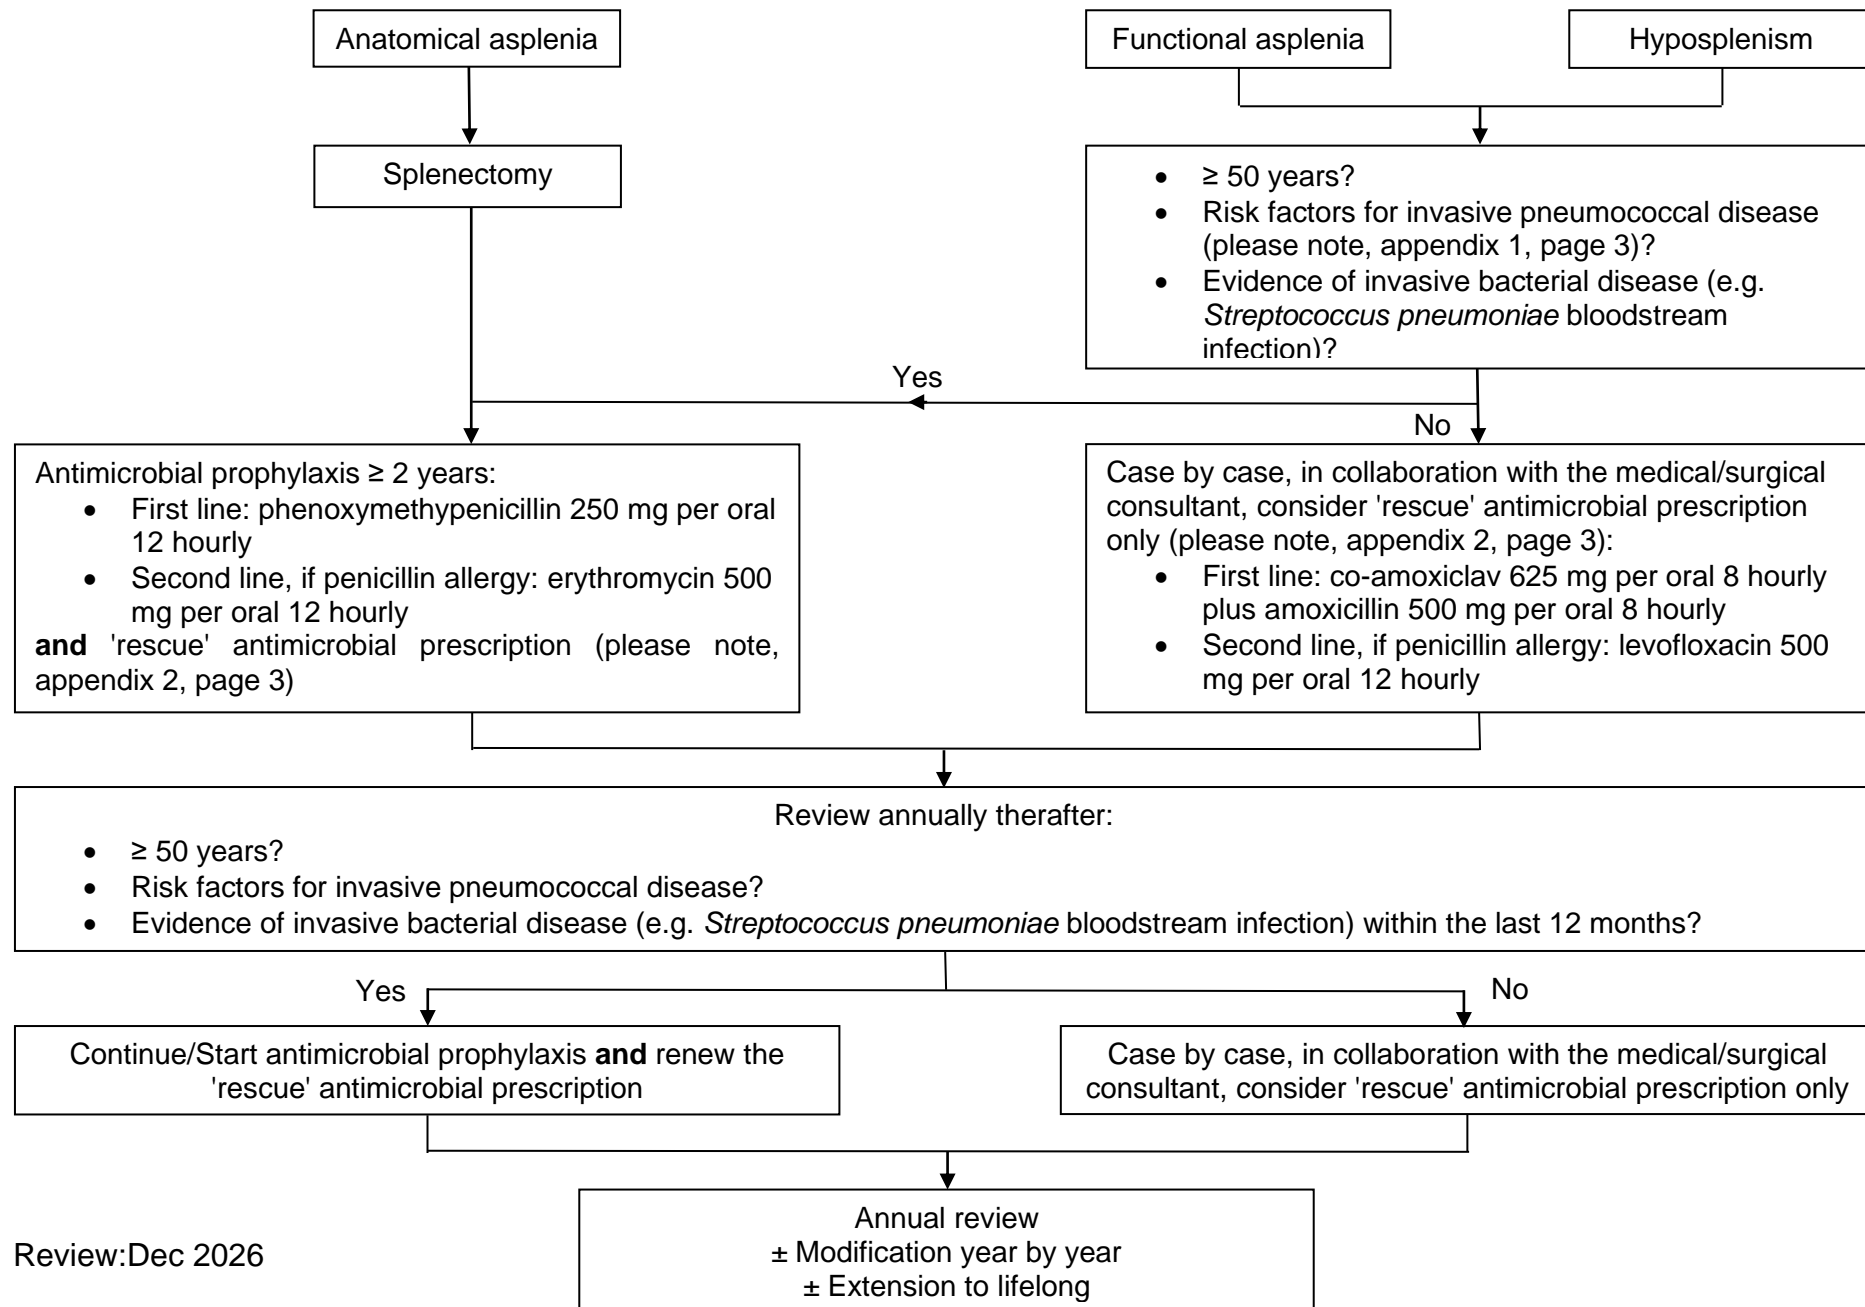 Anatomical asplenia
Functional asplenia
Hyposplenism
Splenectomy
• ≥ 50 years?
• Risk factors for invasive pneumococcal disease
(please note, appendix 1, page 3)?
• Evidence of invasive bacterial disease (e.g.
Streptococcus pneumoniae bloodstream
infection)?
Yes
No
Antimicrobial prophylaxis ≥ 2 years:
• First line: phenoxymethypenicillin 250 mg per oral
12 hourly
• Second line, if penicillin allergy: erythromycin 500
mg per oral 12 hourly
and 'rescue' antimicrobial prescription (please note,
appendix 2, page 3)
Case by case, in collaboration with the medical/surgical
consultant, consider 'rescue' antimicrobial prescription
only (please note, appendix 2, page 3):
• First line: co-amoxiclav 625 mg per oral 8 hourly
plus amoxicillin 500 mg per oral 8 hourly
• Second line, if penicillin allergy: levofloxacin 500
mg per oral 12 hourly
Review annually therafter:
• ≥ 50 years?
• Risk factors for invasive pneumococcal disease?
• Evidence of invasive bacterial disease (e.g. Streptococcus pneumoniae bloodstream infection) within the last 12 months?
Yes
No
Continue/Start antimicrobial prophylaxis and renew the
'rescue' antimicrobial prescription
Case by case, in collaboration with the medical/surgical
consultant, consider 'rescue' antimicrobial prescription only
Annual review
± Modification year by year
± Extension to lifelong
Review:Dec 2026